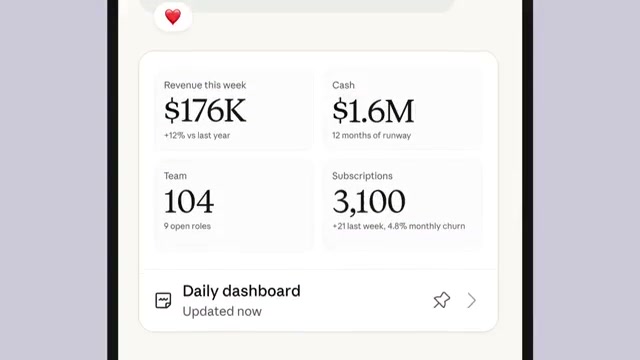 Revenue this week
$176K
+12% vs last year
Cash
$1.6M
12 months of runway
Team
104
9 open roles
Subscriptions
3,100
+21 last week, 4.8% monthly churn
Daily dashboard
Updated now